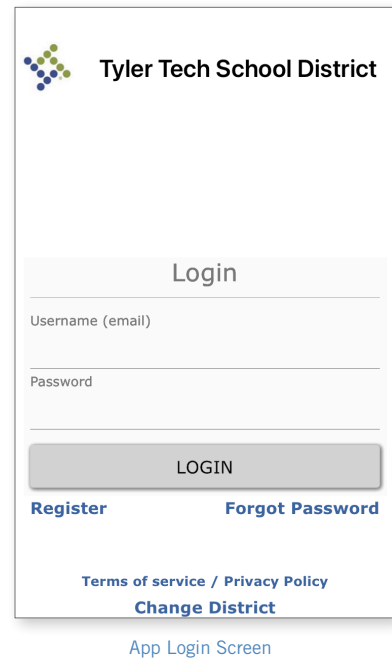 Tyler Tech School District
Login
Username (email)
Password
LOGIN
Register Forgot Password
Terms of service / Privacy Policy
Change District
App Login Screen